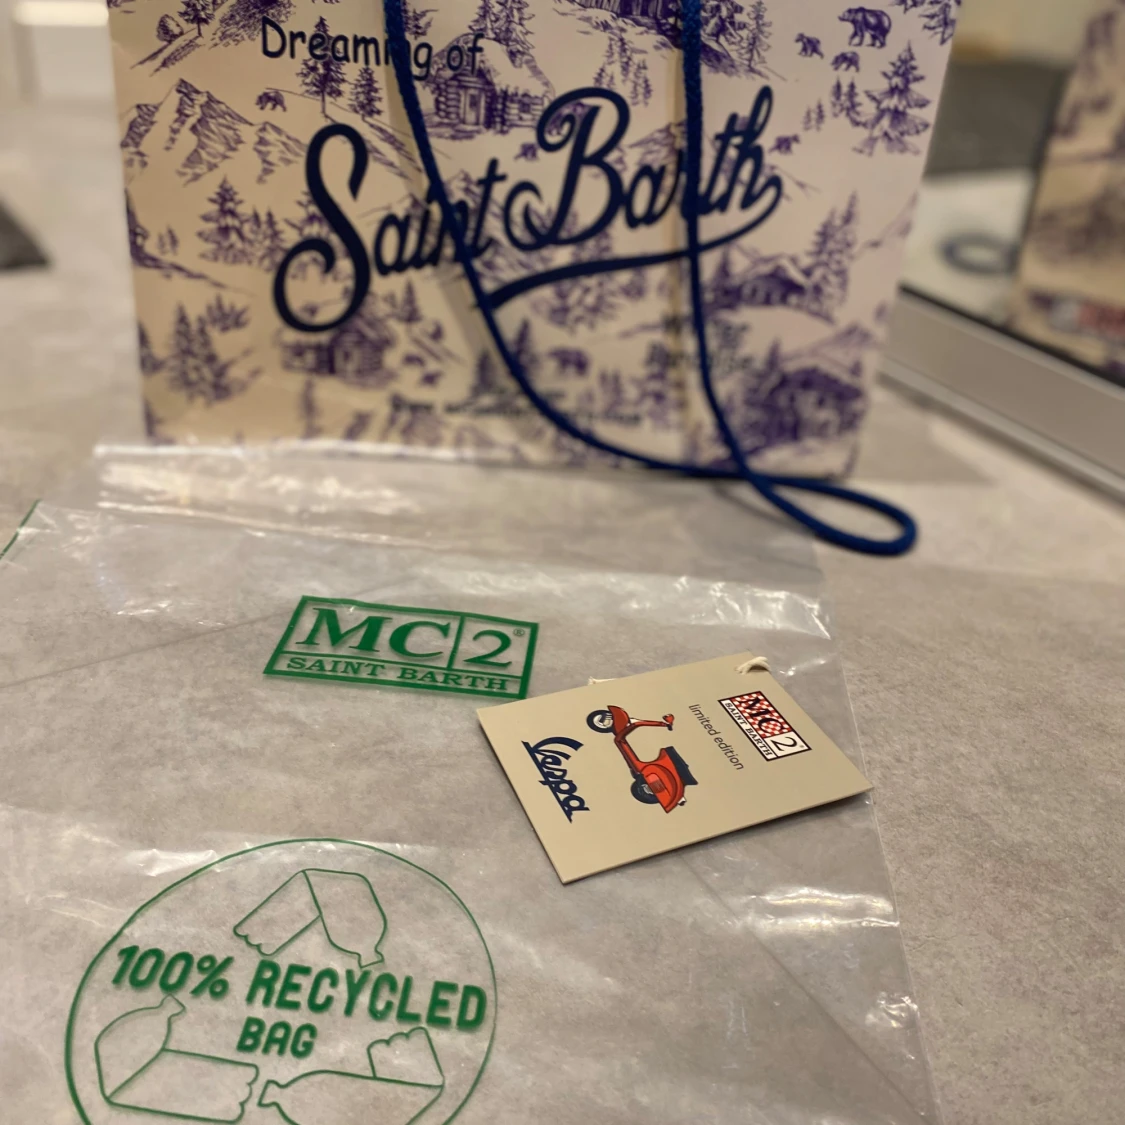 Dreaming of
Saint Barth
MC2®
SAINT BARTH
MC2
SAINT BARTH
limited edition
Vespa
100% RECYCLED
BAG